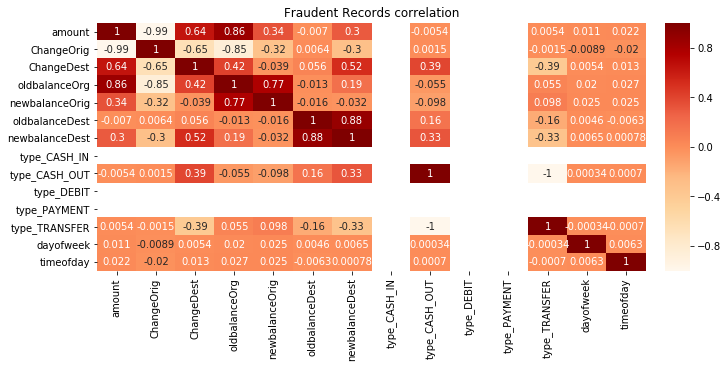 Fraudent Records correlation
amount 1 -0.99 0.64 0.86 0.34 -0.007 0.3 -0.0054 0.0054 0.011 0.022
ChangeOrig -0.99 1 -0.65 -0.85 -0.32 0.0064 -0.3 0.0015 -0.0015 -0.0089 -0.02
ChangeDest 0.64 -0.65 1 0.42 -0.039 0.056 0.52 0.39 -0.39 0.0054 0.013
oldbalanceOrg 0.86 -0.85 0.42 1 0.77 -0.013 0.19 -0.055 0.055 0.02 0.027
newbalanceOrig 0.34 -0.32 -0.039 0.77 1 -0.016 -0.032 -0.098 0.098 0.025 0.025
oldbalanceDest -0.007 0.0064 0.056 -0.013 -0.016 1 0.88 0.16 -0.16 0.0046 -0.0063
newbalanceDest 0.3 -0.3 0.52 0.19 -0.032 0.88 1 0.33 -0.33 0.0065 0.00078
type_CASH_IN
type_CASH_OUT -0.0054 0.0015 0.39 -0.055 -0.098 0.16 0.33 1 -1 0.00034 0.0007
type_DEBIT
type_PAYMENT
type_TRANSFER 0.0054 -0.0015 -0.39 0.055 0.098 -0.16 -0.33 -1 1 -0.00034 -0.0007
dayofweek 0.011 -0.0089 0.0054 0.02 0.025 0.0046 0.0065 0.00034 -0.00034 1 0.0063
timeofday 0.022 -0.02 0.013 0.027 0.025 -0.0063 0.00078 0.0007 -0.0007 0.0063 1
amount ChangeOrig ChangeDest oldbalanceOrg newbalanceOrig oldbalanceDest newbalanceDest type_CASH_IN type_CASH_OUT type_DEBIT type_PAYMENT type_TRANSFER dayofweek timeofday
0.8
0.4
0.0
-0.4
-0.8